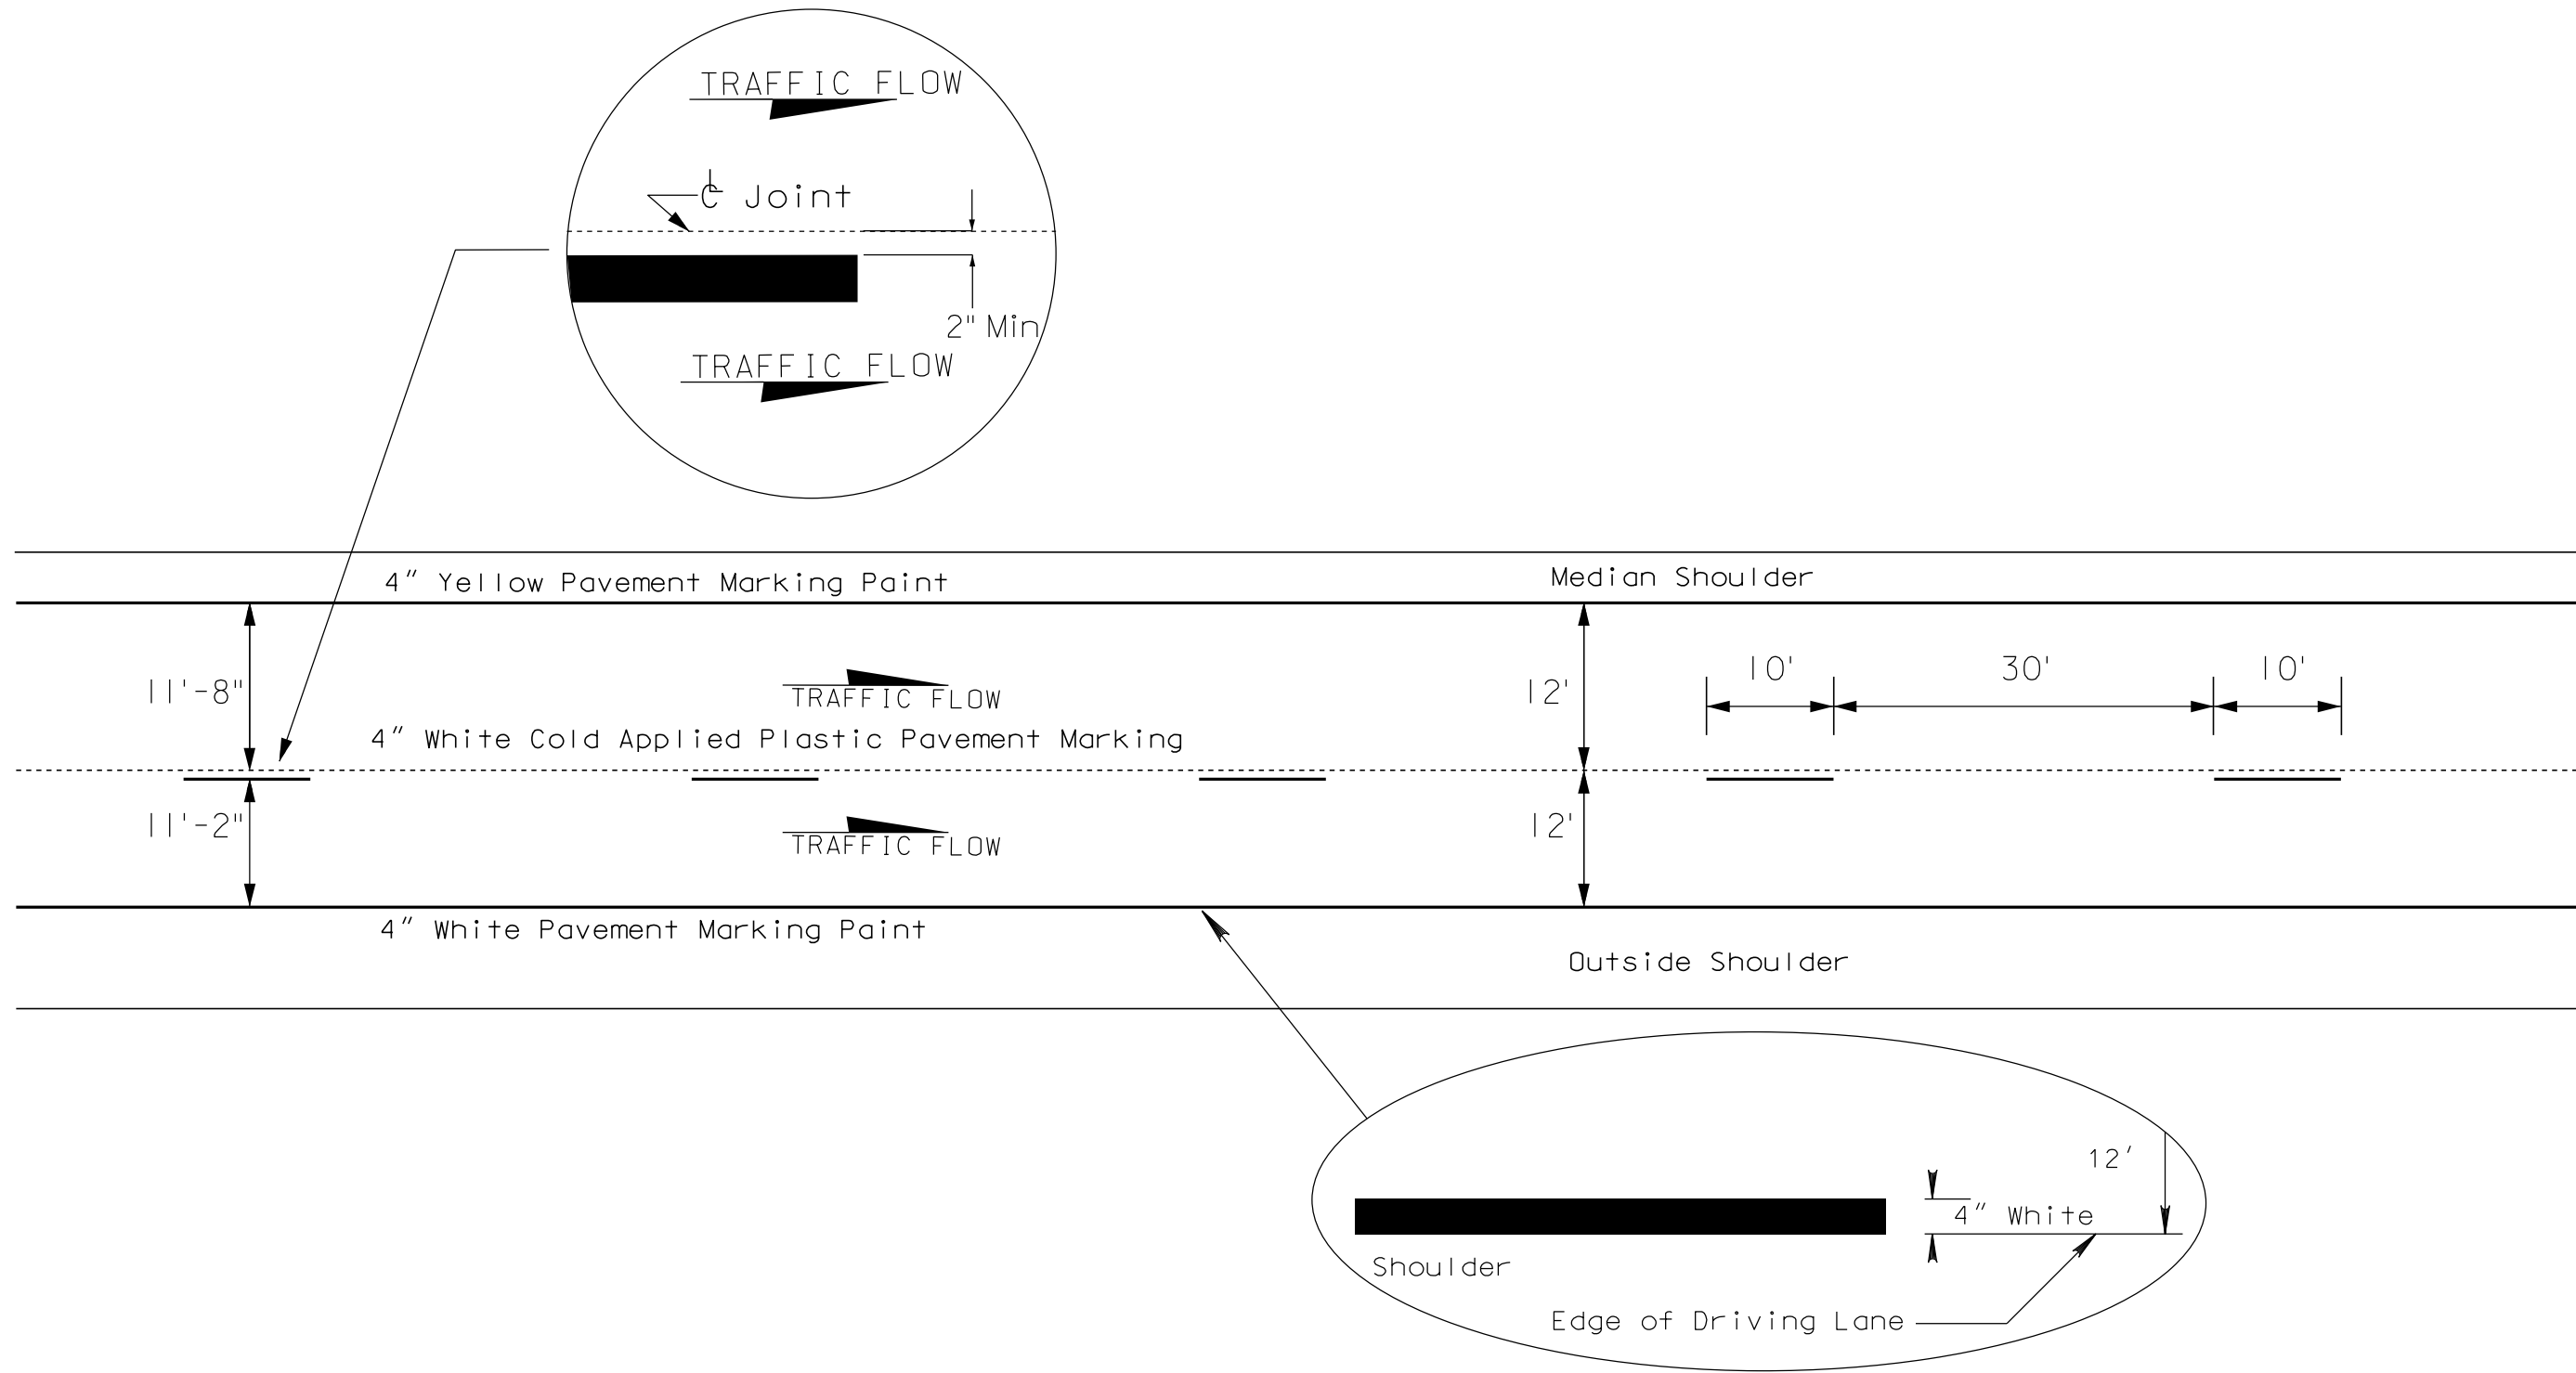 TRAFFIC FLOW
℄ Joint
2" Min
TRAFFIC FLOW
4" Yellow Pavement Marking Paint
Median Shoulder
11'-8"
TRAFFIC FLOW
12'
10'
30'
10'
4" White Cold Applied Plastic Pavement Marking
11'-2"
TRAFFIC FLOW
12'
4" White Pavement Marking Paint
Outside Shoulder
12'
4" White
Shoulder
Edge of Driving Lane